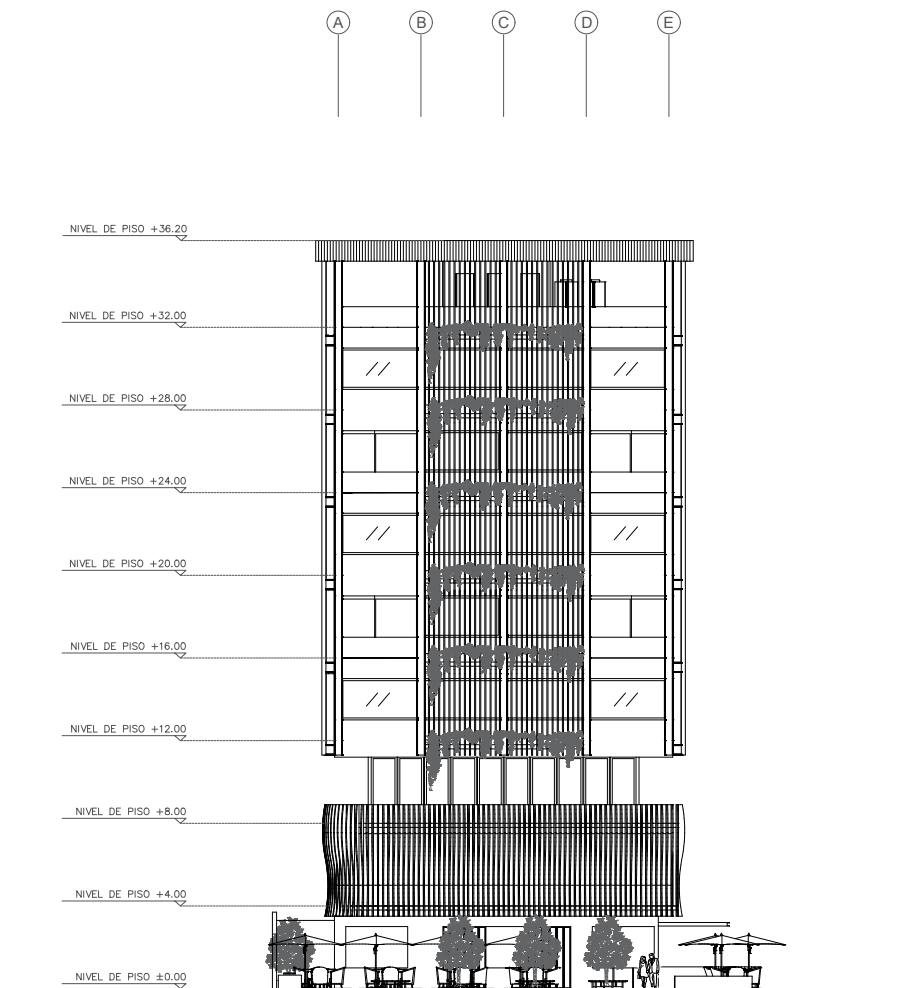 A B C D E
NIVEL DE PISO +36.20
NIVEL DE PISO +32.00
NIVEL DE PISO +28.00
NIVEL DE PISO +24.00
NIVEL DE PISO +20.00
NIVEL DE PISO +16.00
NIVEL DE PISO +12.00
NIVEL DE PISO +8.00
NIVEL DE PISO +4.00
NIVEL DE PISO ±0.00